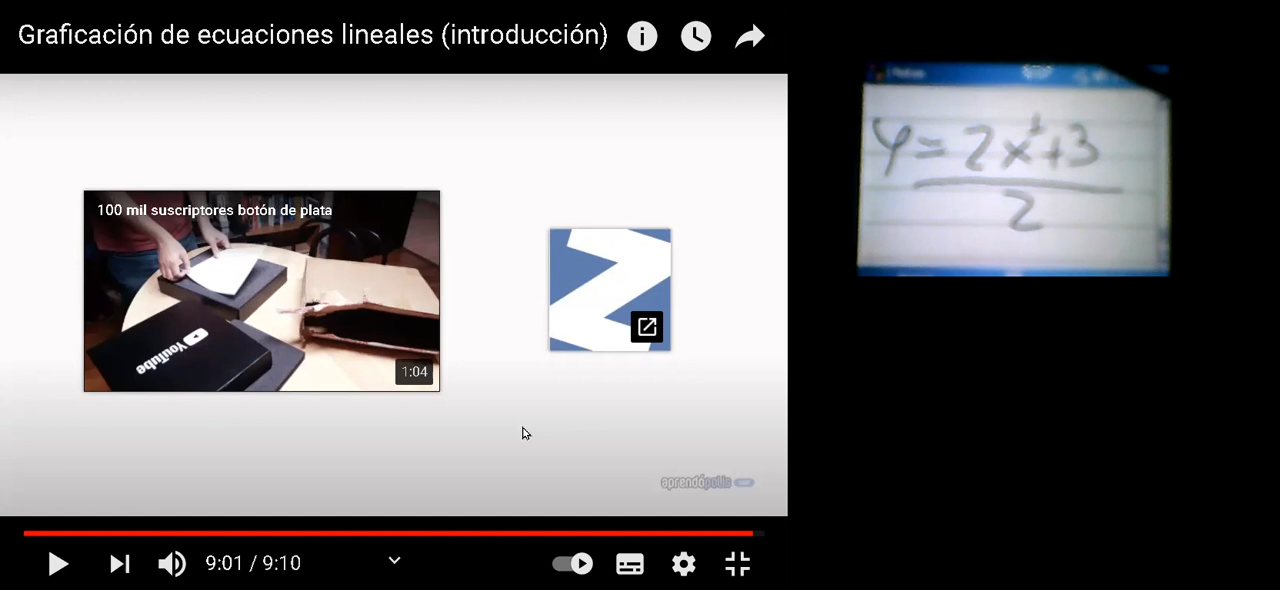 Graficación de ecuaciones lineales (introducción)
100 mil suscriptores botón de plata
YouTube
1:04
aprendópolis
9:01 / 9:10
y = 2x + 3
2